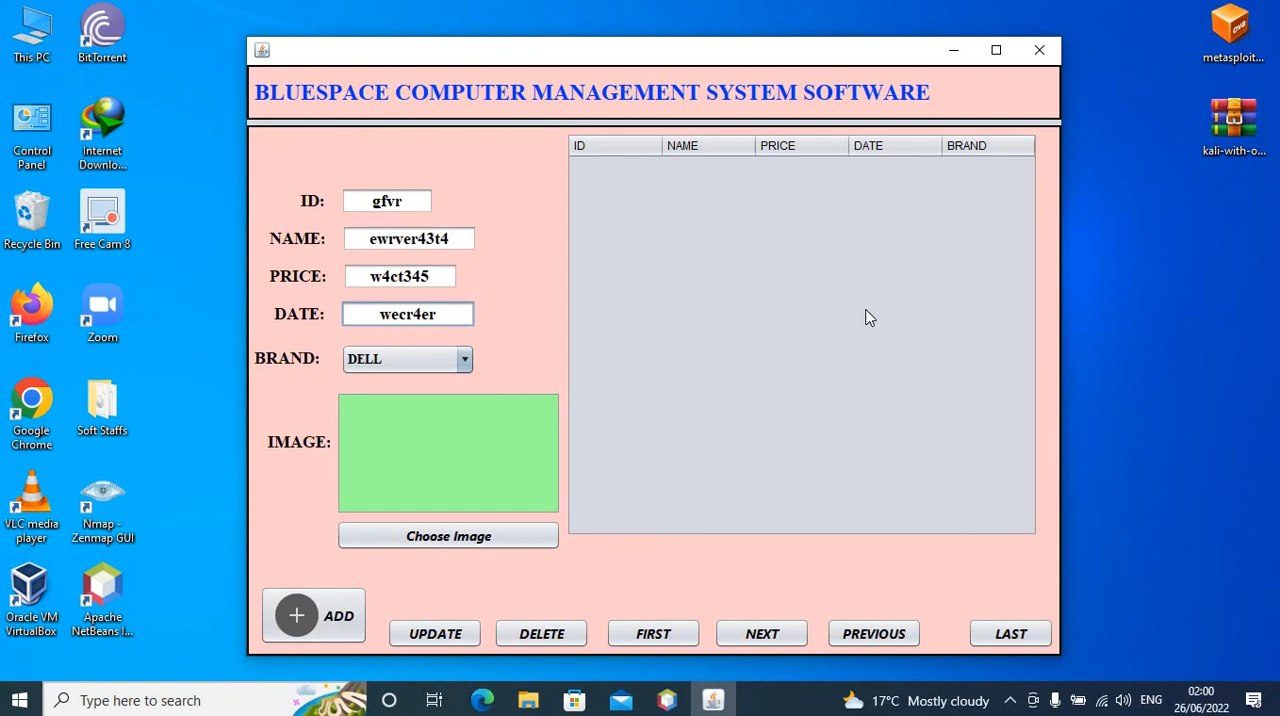 This PC
BitTorrent
Control
Panel
Internet
Downlo...
Recycle Bin
Free Cam 8
Firefox
Zoom
Google
Chrome
Soft Staffs
VLC media
player
Nmap -
Zenmap GUI
Oracle VM
VirtualBox
Apache
NetBeans I...
metasploit...
kali-with-o...
BLUESPACE COMPUTER MANAGEMENT SYSTEM SOFTWARE
ID: gfvr
NAME: ewrver43t4
PRICE: w4ct345
DATE: wecr4er
BRAND: DELL
IMAGE:
Choose Image
ID NAME PRICE DATE BRAND
ADD
UPDATE DELETE FIRST NEXT PREVIOUS LAST
Type here to search
17°C Mostly cloudy
ENG
02:00
26/06/2022